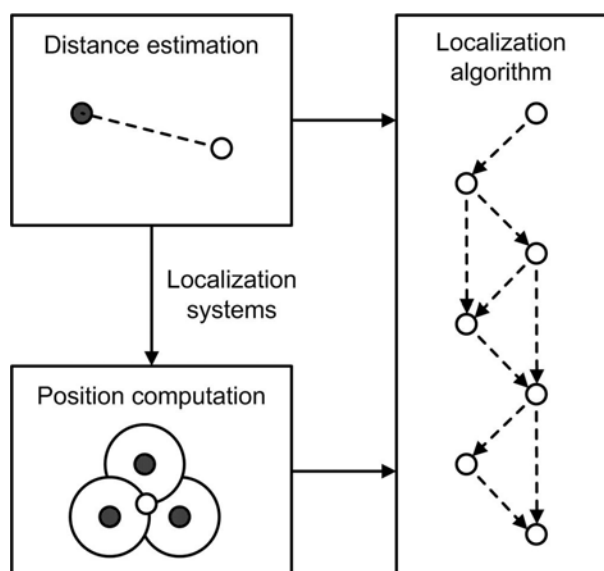 Distance estimation
Localization
algorithm
Localization
systems
Position computation